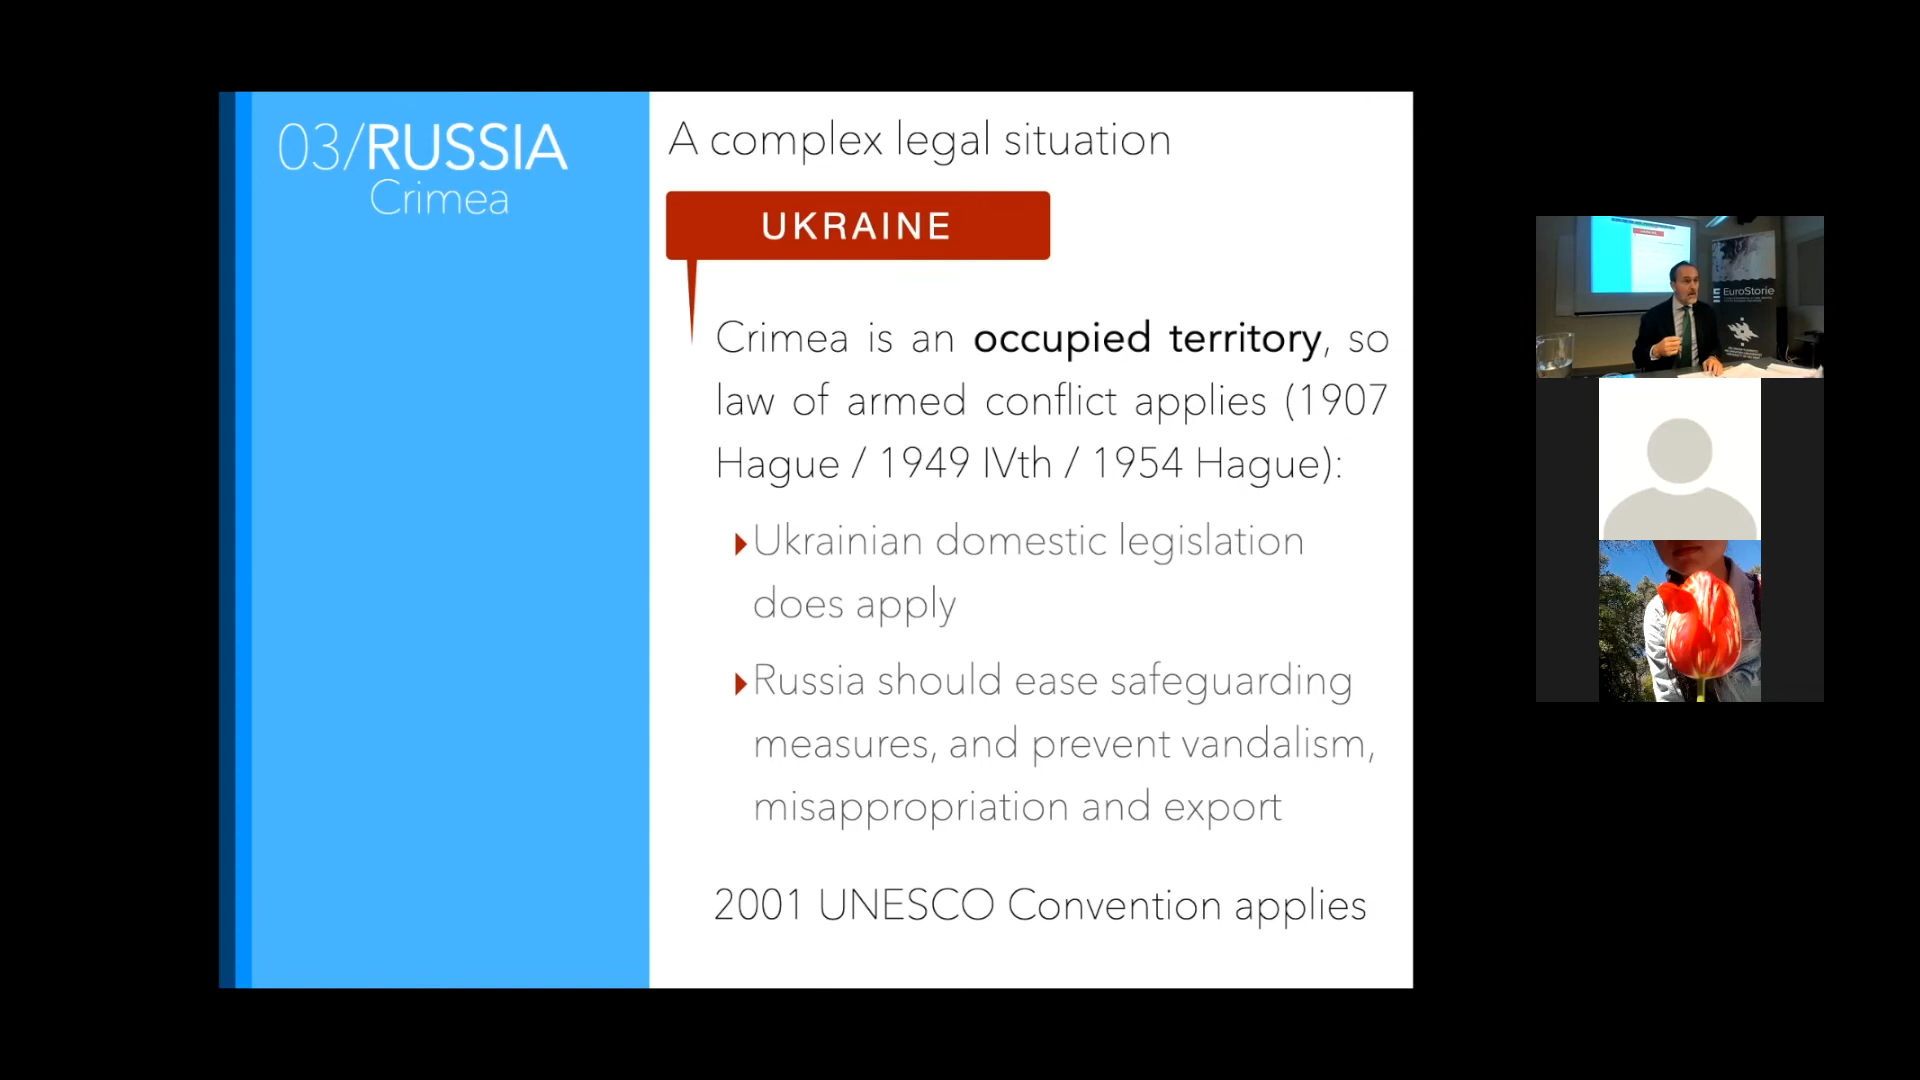 03/RUSSIA
Crimea
A complex legal situation
UKRAINE
Crimea is an occupied territory, so
law of armed conflict applies (1907
Hague / 1949 IVth / 1954 Hague):
Ukrainian domestic legislation
does apply
Russia should ease safeguarding
measures, and prevent vandalism,
misappropriation and export
2001 UNESCO Convention applies
EuroStorie